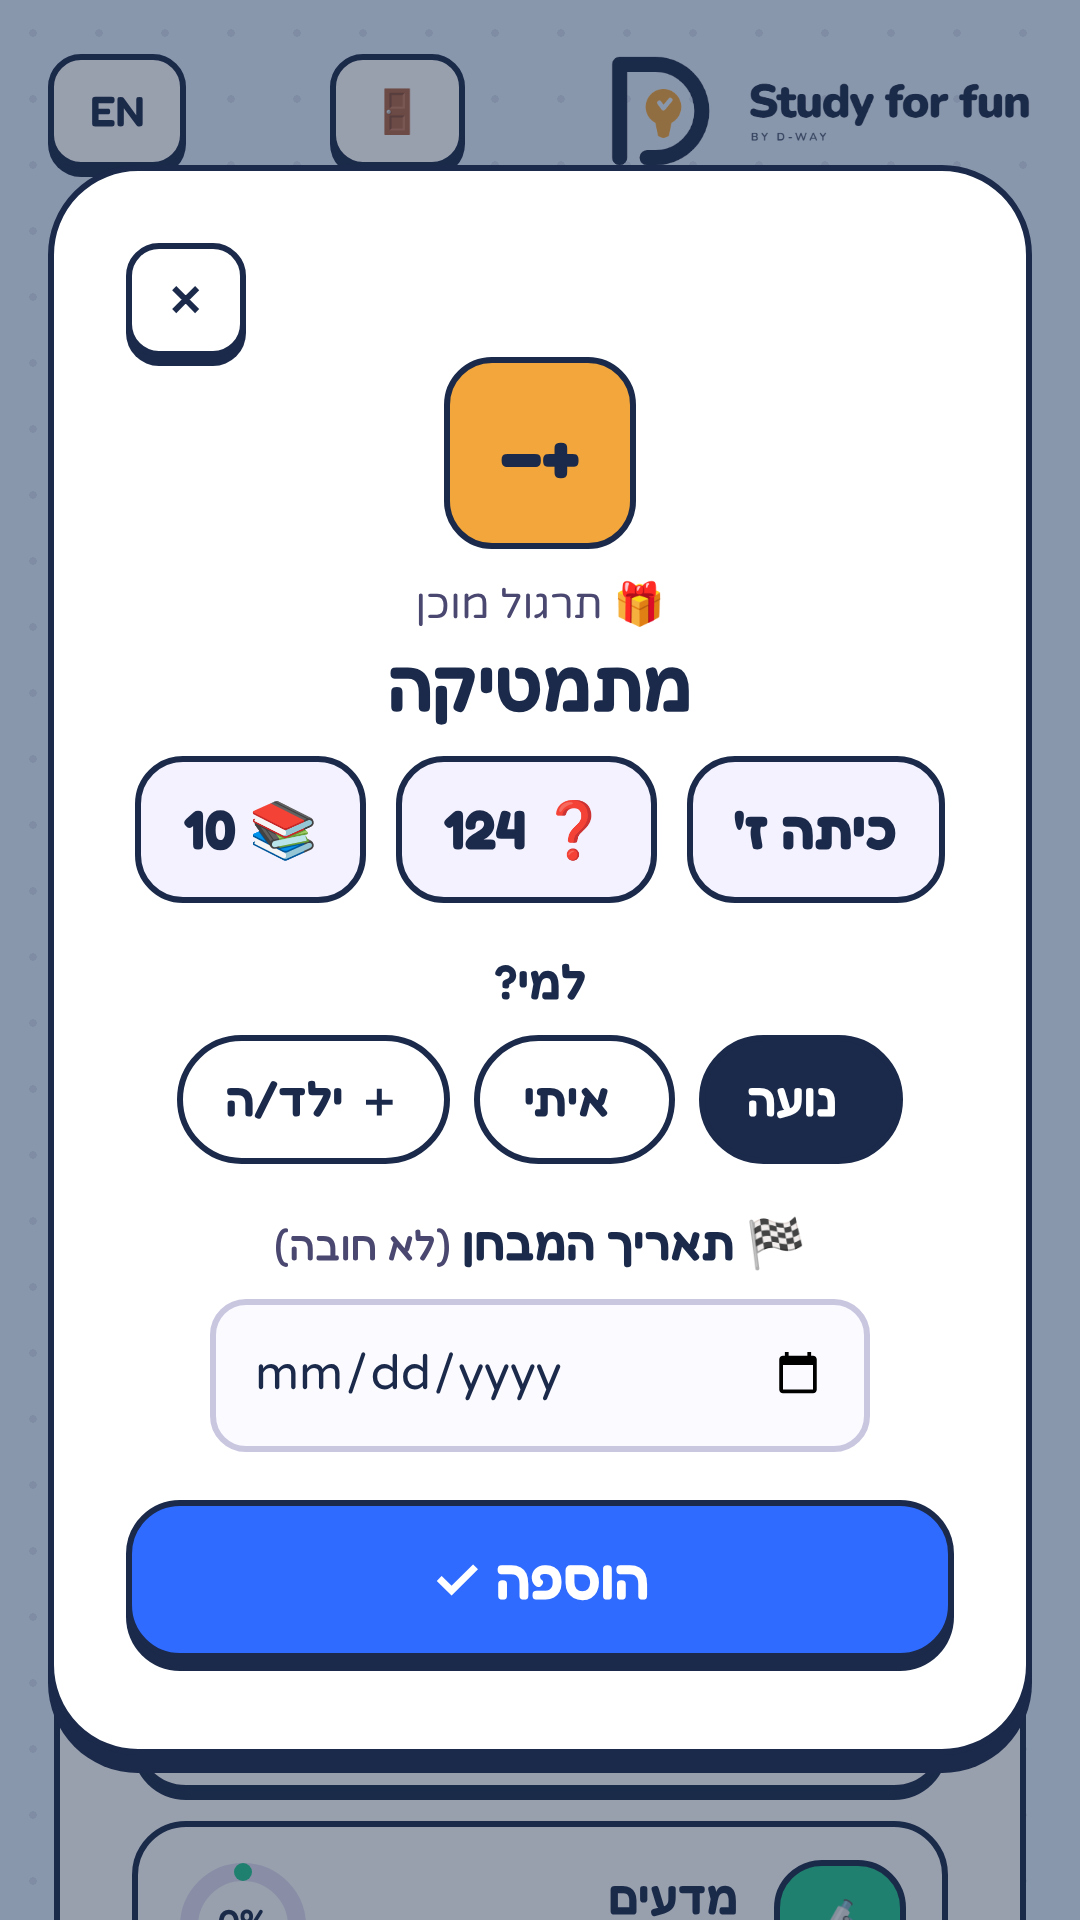 Study for fun
BY D-WAY
EN
×
+−
🎁 תרגול מוכן
מתמטיקה
כיתה ז'
❓ 124
📚 10
למי?
נועה
איתי
+ ילד/ה
🏁 תאריך המבחן (לא חובה)
mm/dd/yyyy
הוספה ✓
מדעים
0%